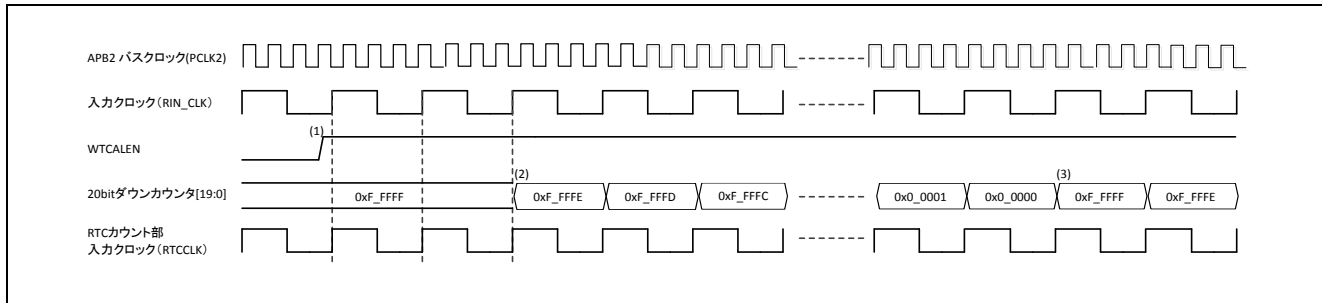 APB2 バスクロック(PCLK2)
入力クロック(RIN_CLK)
(1)
WTCALEN
(2)
(3)
20bitダウンカウンタ[19:0]
0xF_FFFF
0xF_FFFE
0xF_FFFD
0xF_FFFC
0x0_0001
0x0_0000
0xF_FFFF
0xF_FFFE
RTCカウント部
入力クロック(RTCCLK)